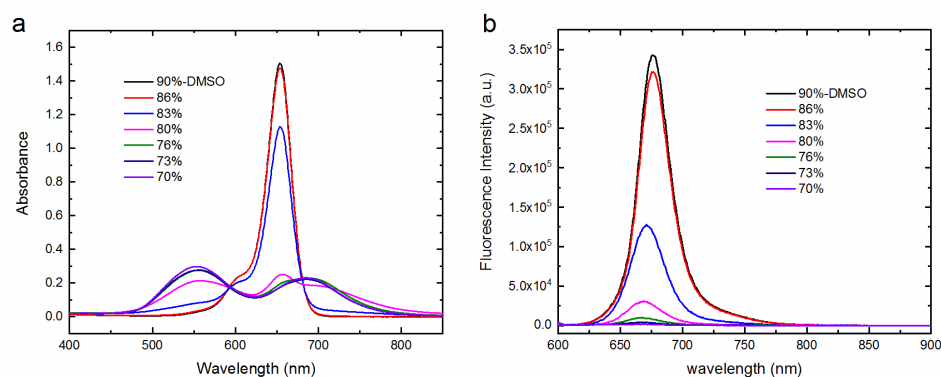 a
1.6
1.4
1.2
1.0
0.8
0.6
0.4
0.2
0.0
Absorbance
90%-DMSO
86%
83%
80%
76%
73%
70%
400
500
600
700
800
Wavelength (nm)
b
3.5x10⁵
3.0x10⁵
2.5x10⁵
2.0x10⁵
1.5x10⁵
1.0x10⁵
5.0x10⁴
0.0
Fluorescence Intensity (a.u.)
90%-DMSO
86%
83%
80%
76%
73%
70%
600
650
700
750
800
850
900
wavelength (nm)